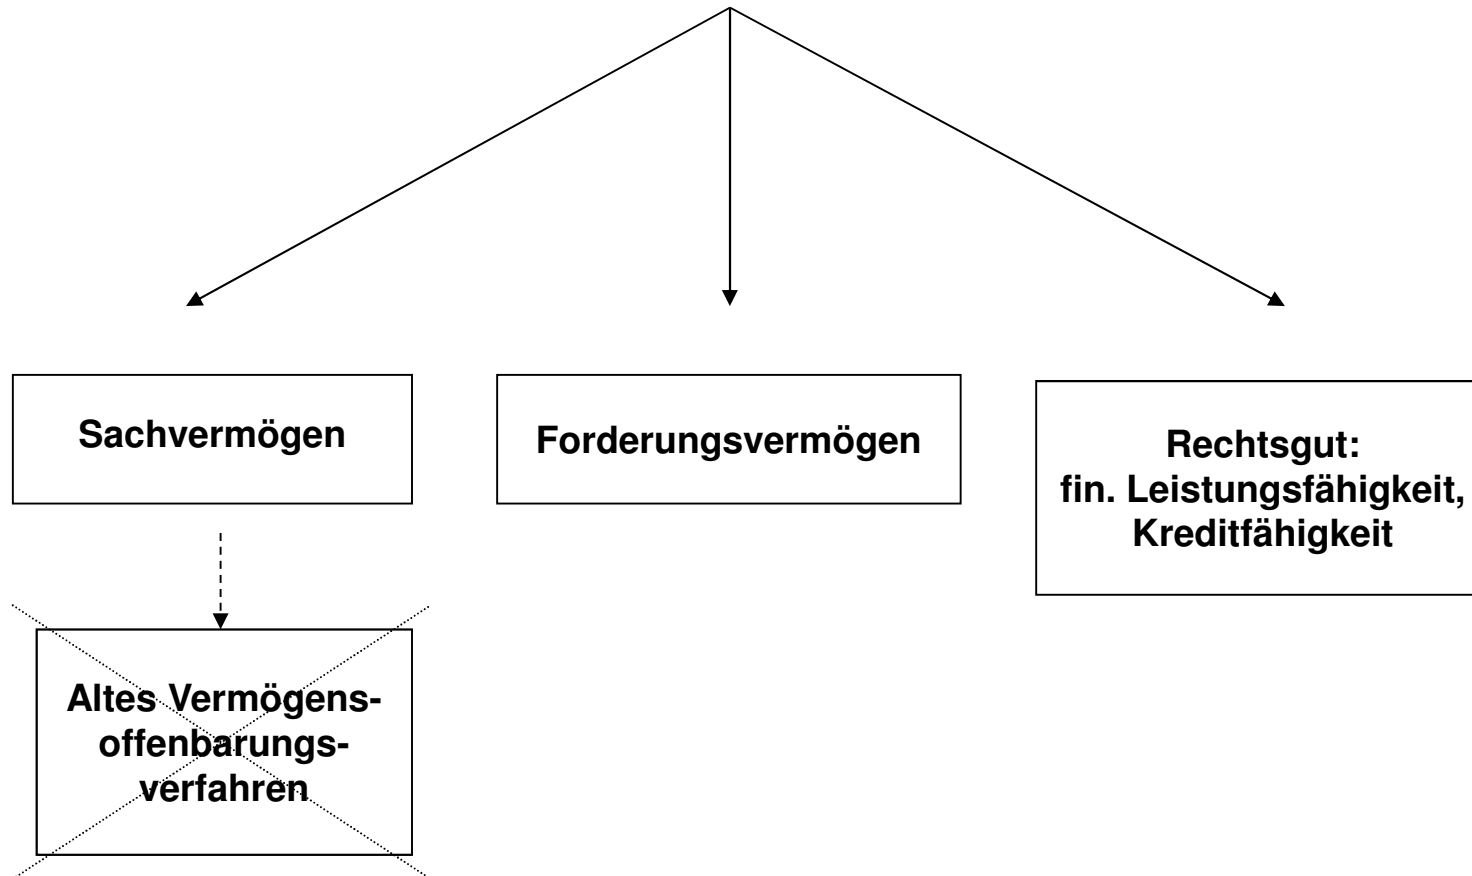 Sachvermögen
Forderungsvermögen
Rechtsgut:
fin. Leistungsfähigkeit,
Kreditfähigkeit
Altes Vermögens-
offenbarungs-
verfahren